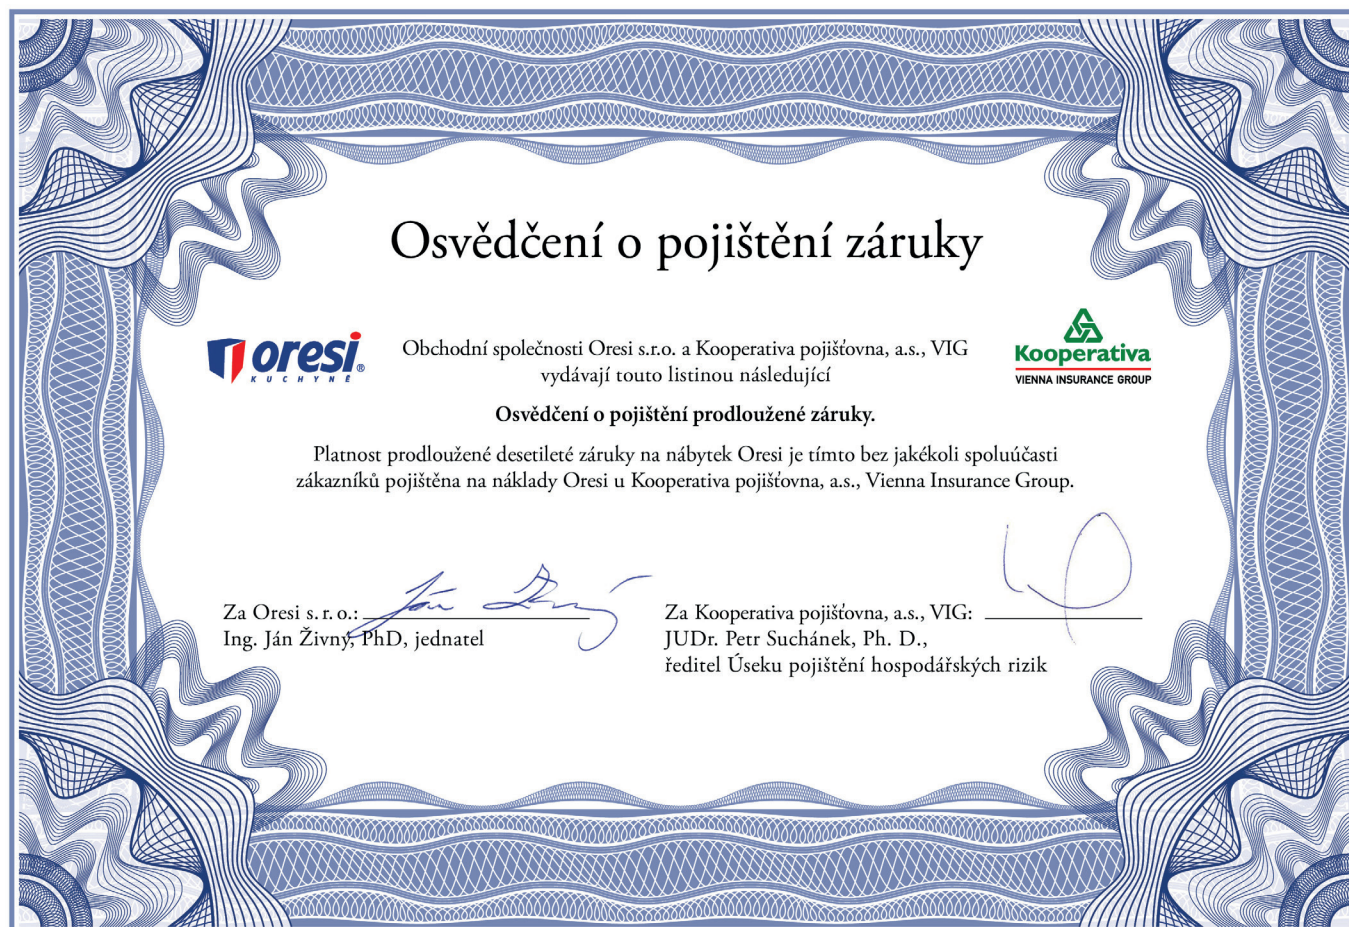 Osvědčení o pojištění záruky
oresi®
KUCHYNĚ
Obchodní společnosti Oresi s.r.o. a Kooperativa pojišťovna, a.s., VIG
vydávají touto listinou následující
Kooperativa
VIENNA INSURANCE GROUP
Osvědčení o pojištění prodloužené záruky.
Platnost prodloužené desetileté záruky na nábytek Oresi je tímto bez jakékoli spoluúčasti
zákazníků pojištěna na náklady Oresi u Kooperativa pojišťovna, a.s., Vienna Insurance Group.
Za Oresi s. r. o.:
Ing. Ján Živný, PhD, jednatel
Za Kooperativa pojišťovna, a.s., VIG:
JUDr. Petr Suchánek, Ph. D.,
ředitel Úseku pojištění hospodářských rizik